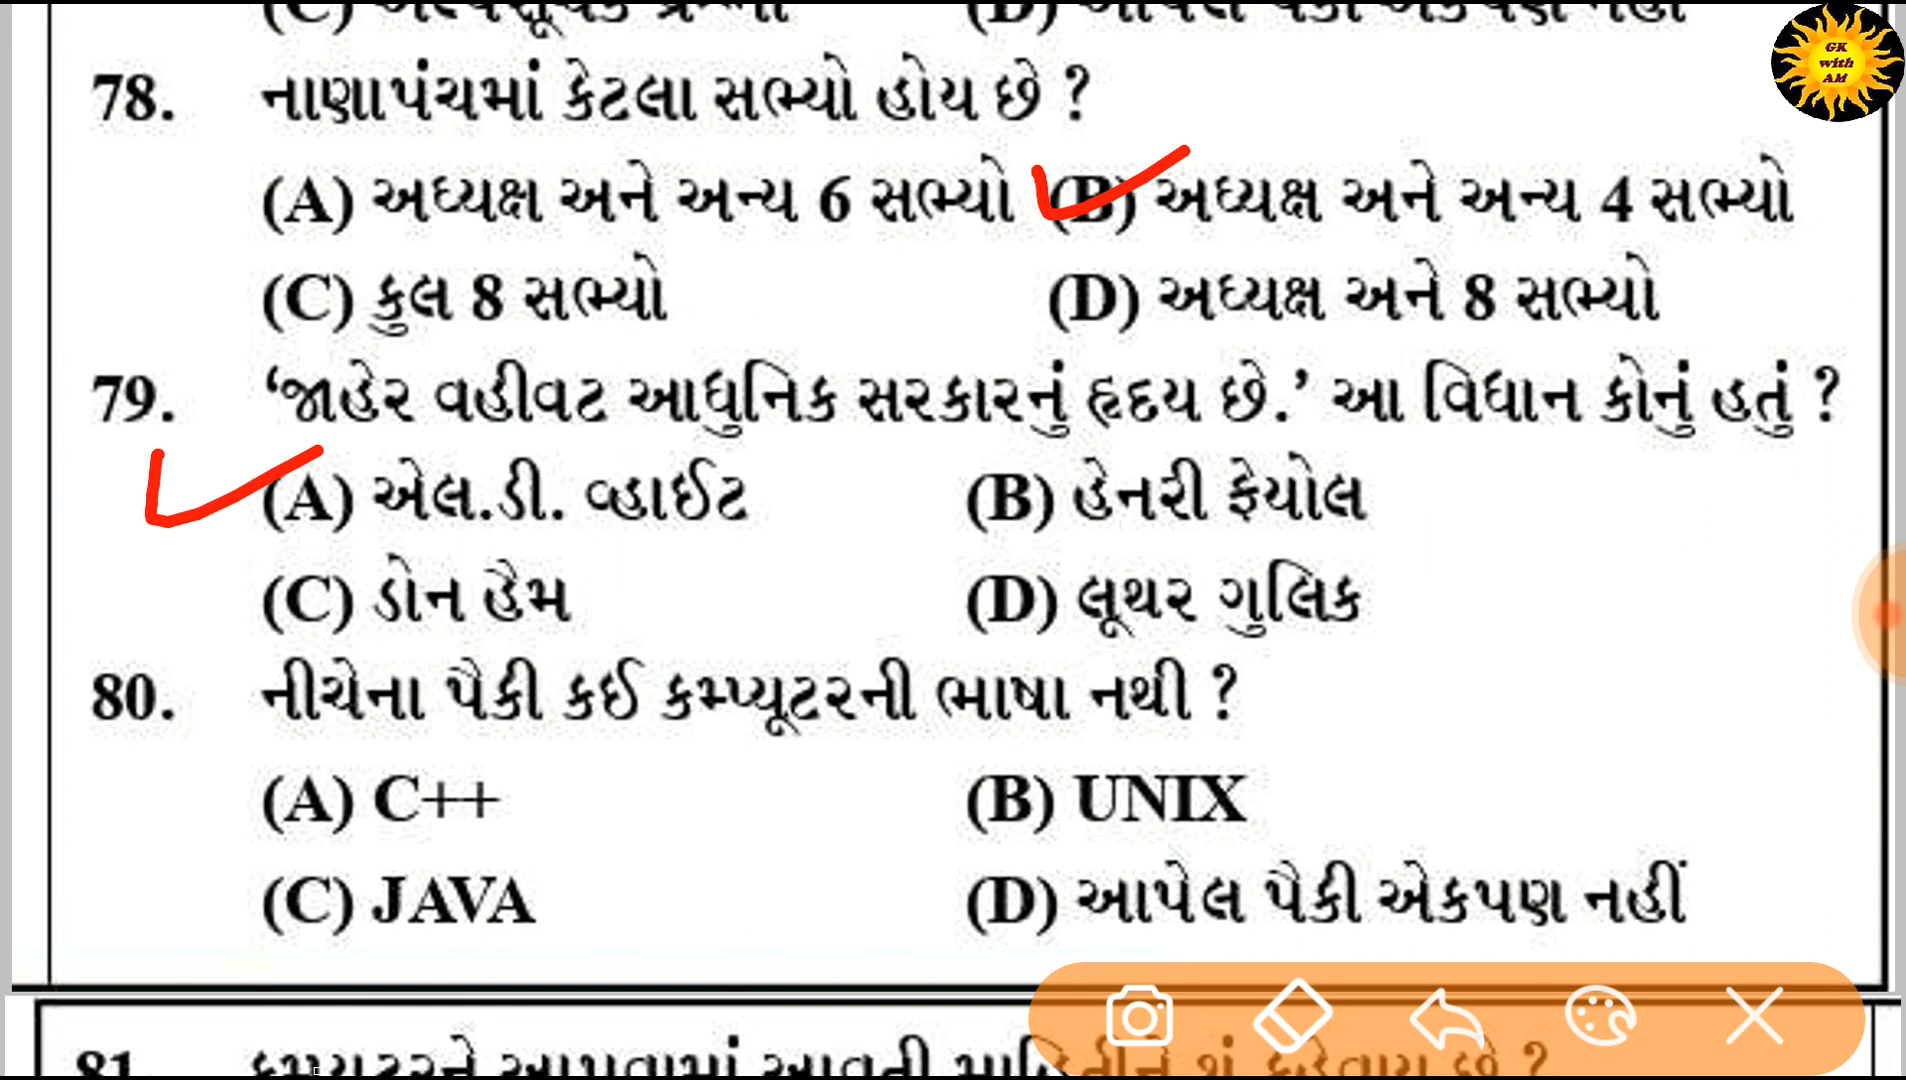 GK
with
AM
78. નાણાપંચમાં કેટલા સભ્યો હોય છે ?
(A) અધ્યક્ષ અને અન્ય 6 સભ્યો (B) અધ્યક્ષ અને અન્ય 4 સભ્યો
(C) કુલ 8 સભ્યો (D) અધ્યક્ષ અને 8 સભ્યો
79. ‘જાહેર વહીવટ આધુનિક સરકારનું હૃદય છે.’ આ વિધાન કોનું હતું ?
(A) એલ.ડી. વ્હાઈટ (B) હેનરી ફેયોલ
(C) ડોન હૈમ (D) લૂથર ગુલિક
80. નીચેના પૈકી કઈ કમ્પ્યૂટરની ભાષા નથી ?
(A) C++ (B) UNIX
(C) JAVA (D) આપેલ પૈકી એકપણ નહીં
81.